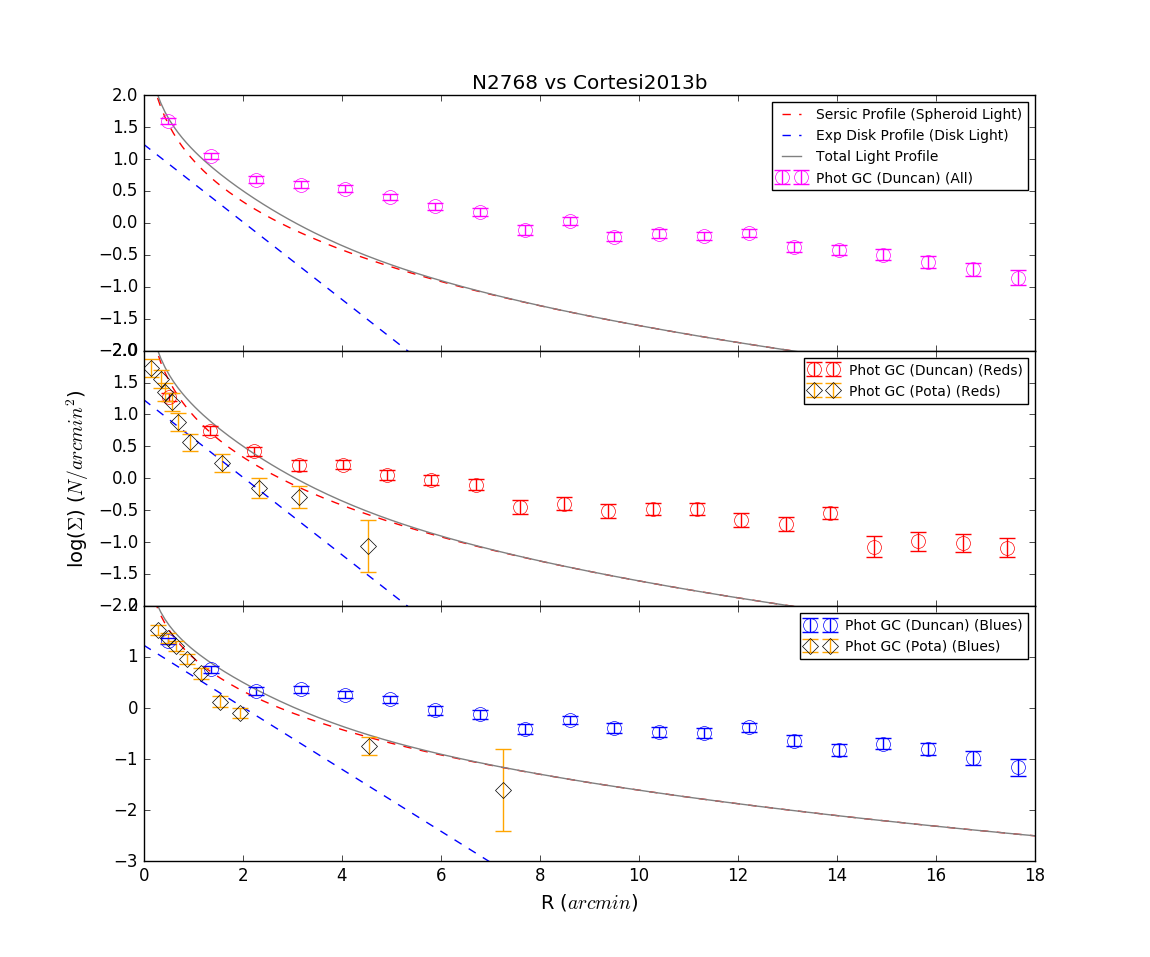 N2768 vs Cortesi2013b
2.0
1.5
1.0
0.5
0.0
−0.5
−1.0
−1.5
−2.0
Sersic Profile (Spheroid Light)
Exp Disk Profile (Disk Light)
Total Light Profile
Phot GC (Duncan) (All)
1.5
1.0
0.5
0.0
−0.5
−1.0
−1.5
−2.0
Phot GC (Duncan) (Reds)
Phot GC (Pota) (Reds)
log(Σ) (N/arcmin²)
1
0
−1
−2
−3
Phot GC (Duncan) (Blues)
Phot GC (Pota) (Blues)
0 2 4 6 8 10 12 14 16 18
R (arcmin)